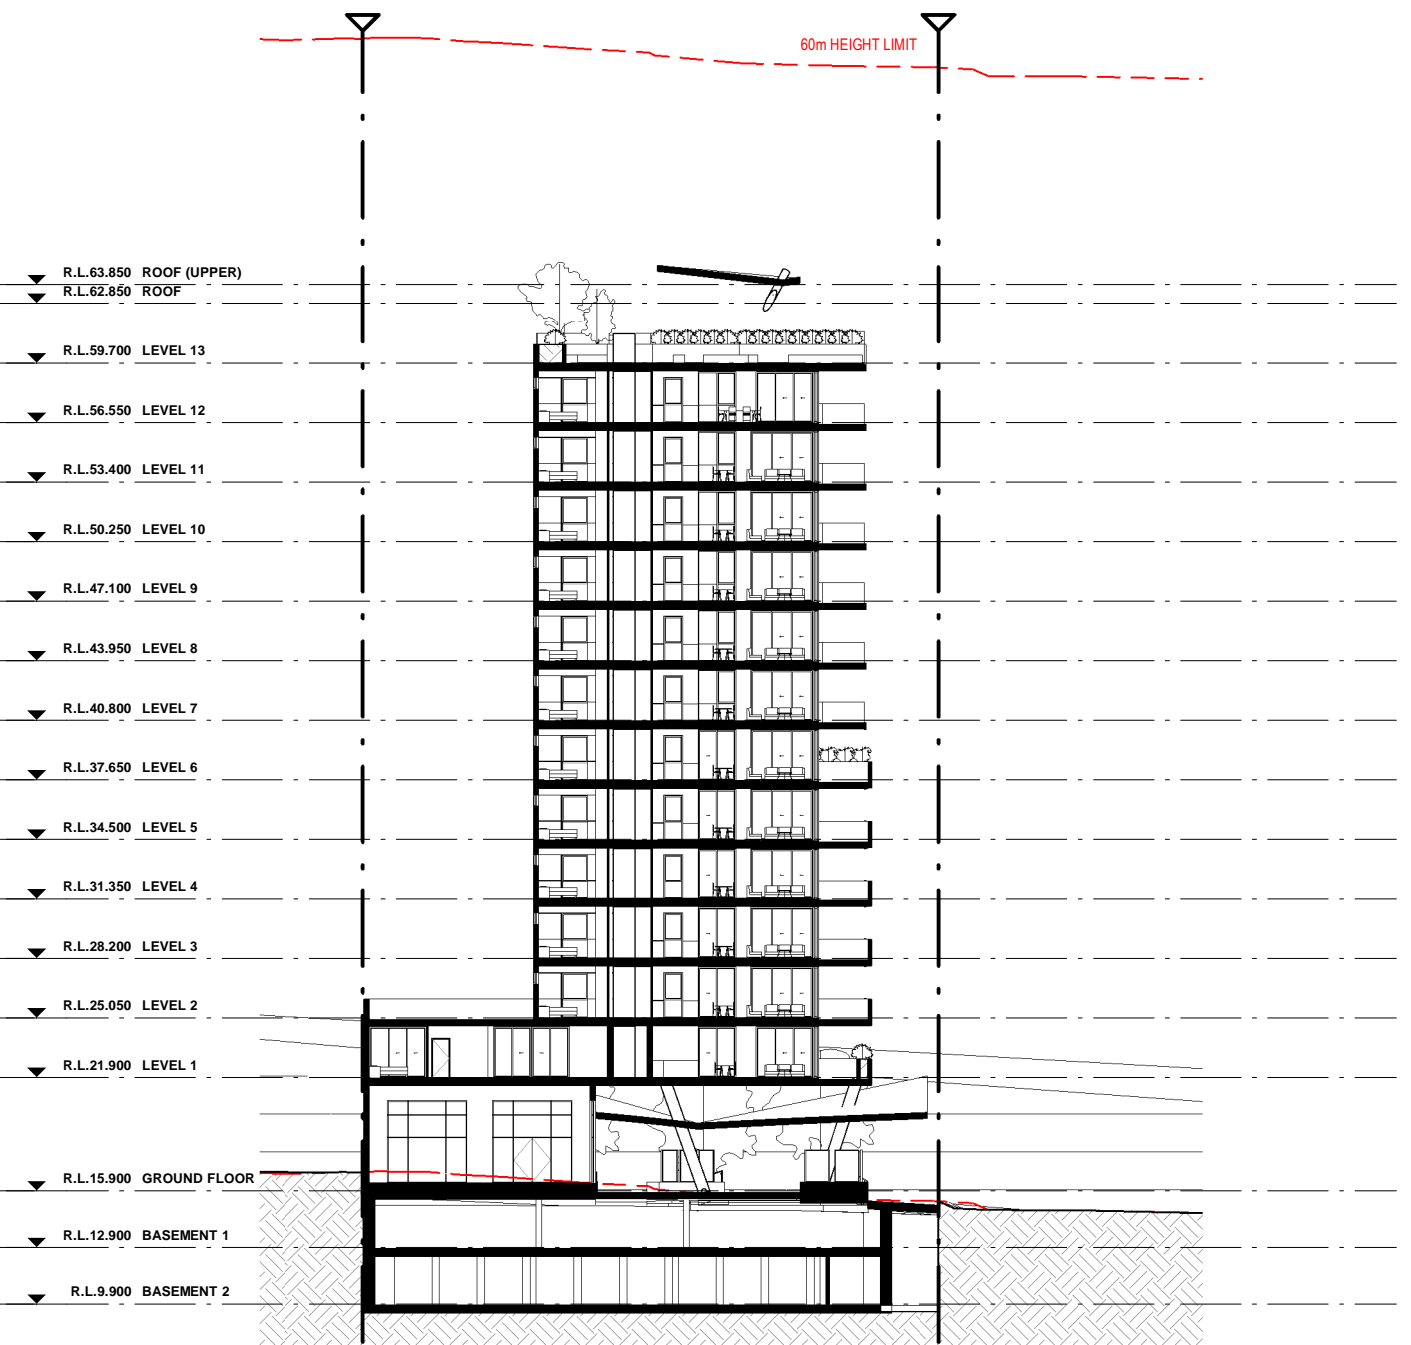 60m HEIGHT LIMIT
R.L.63.850 ROOF (UPPER)
R.L.62.850 ROOF
R.L.59.700 LEVEL 13
R.L.56.550 LEVEL 12
R.L.53.400 LEVEL 11
R.L.50.250 LEVEL 10
R.L.47.100 LEVEL 9
R.L.43.950 LEVEL 8
R.L.40.800 LEVEL 7
R.L.37.650 LEVEL 6
R.L.34.500 LEVEL 5
R.L.31.350 LEVEL 4
R.L.28.200 LEVEL 3
R.L.25.050 LEVEL 2
R.L.21.900 LEVEL 1
R.L.15.900 GROUND FLOOR
R.L.12.900 BASEMENT 1
R.L.9.900 BASEMENT 2